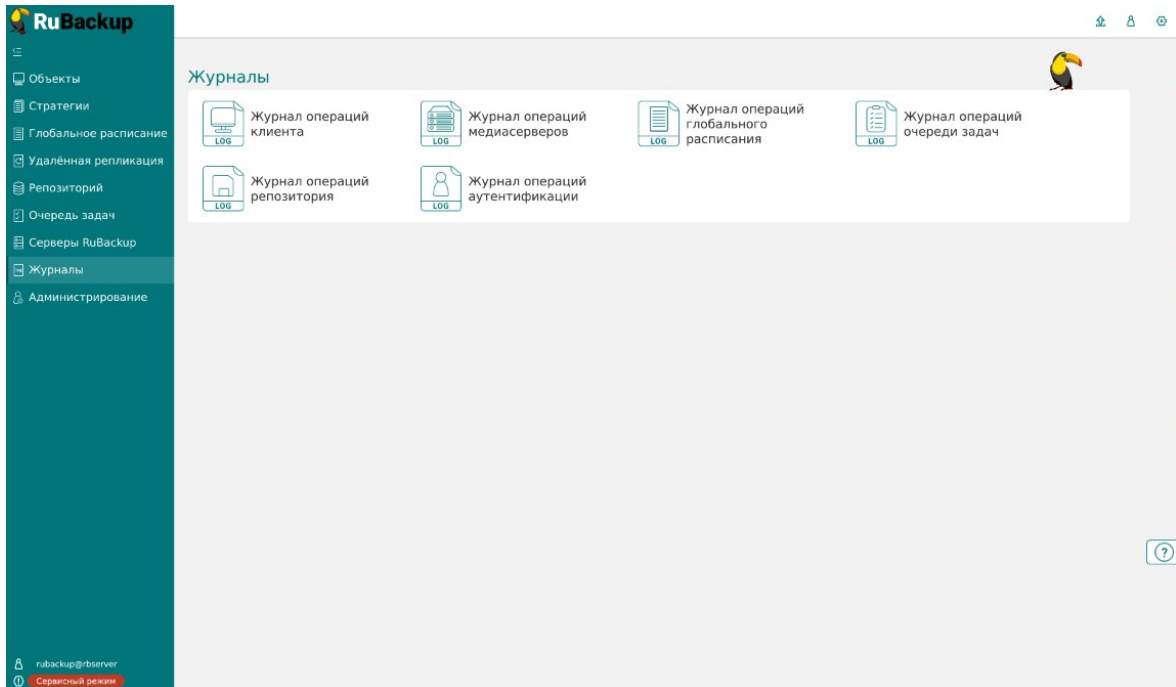 RuBackup
Объекты
Стратегии
Глобальное расписание
Удалённая репликация
Репозиторий
Очередь задач
Серверы RuBackup
Журналы
Администрирование
rubackup@rbserver
Сервисный режим
Журналы
LOG
Журнал операций
клиента
LOG
Журнал операций
медиасерверов
LOG
Журнал операций
глобального
расписания
LOG
Журнал операций
очереди задач
LOG
Журнал операций
репозитория
LOG
Журнал операций
аутентификации
?